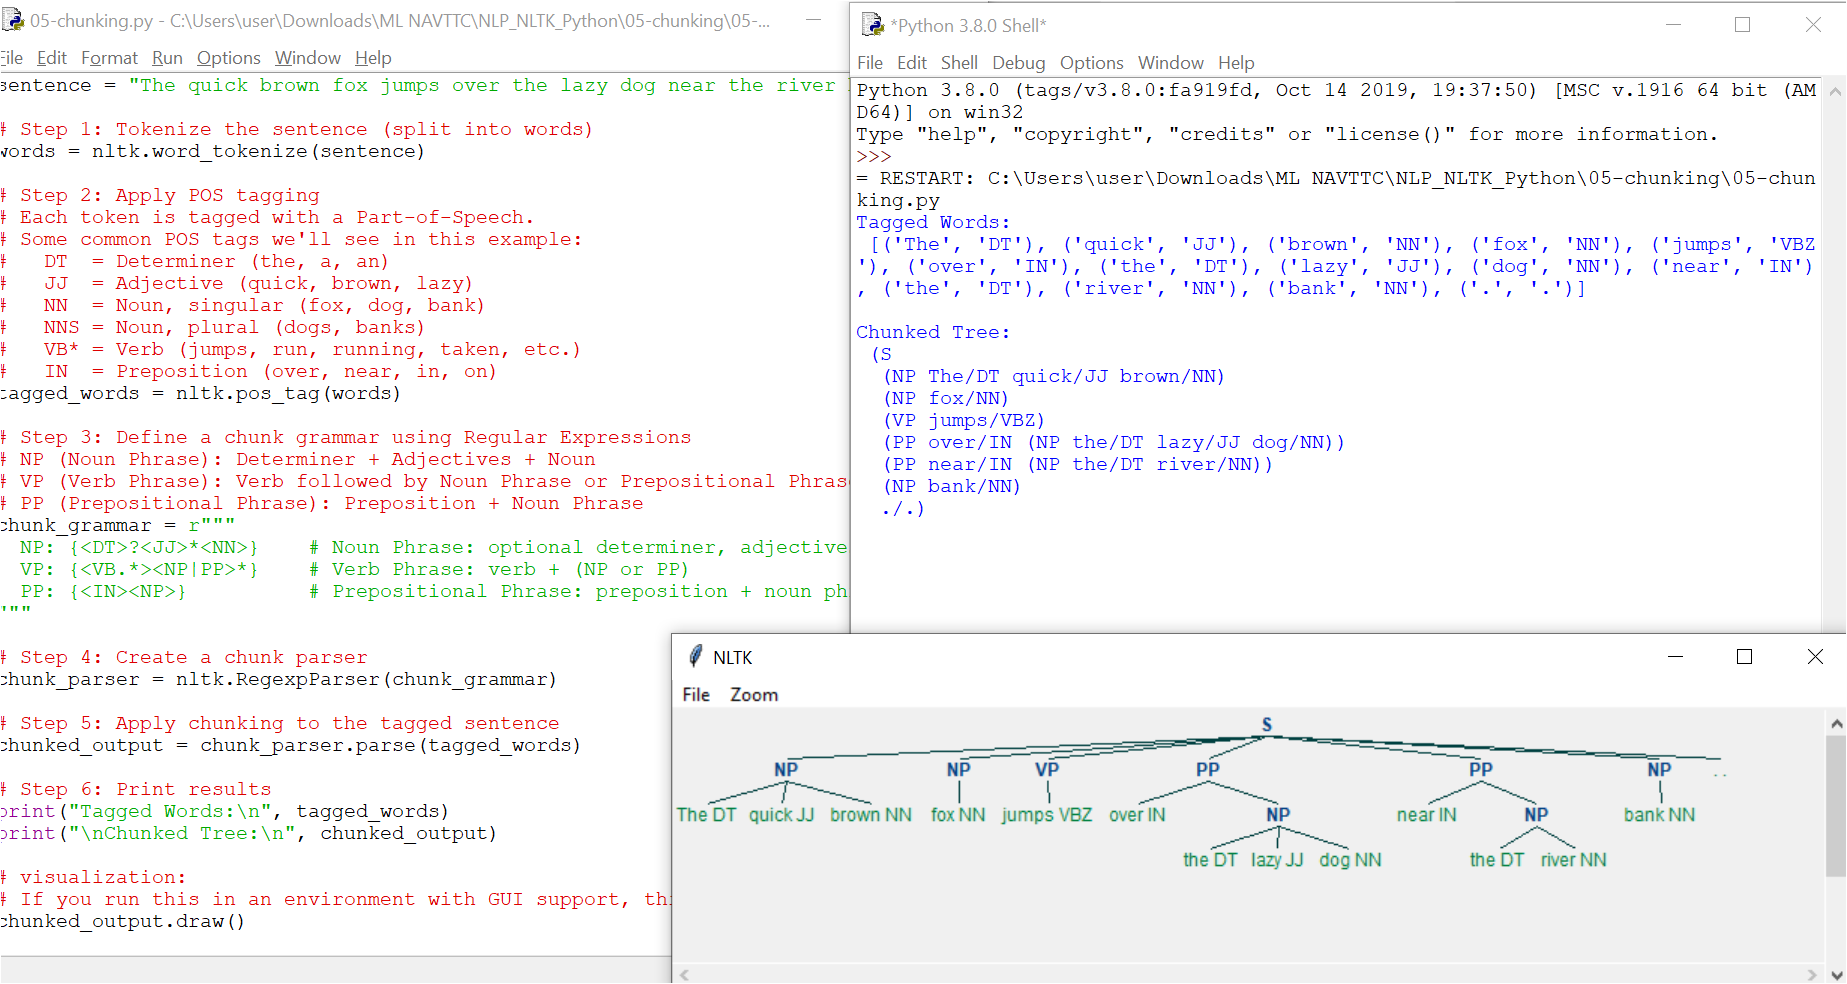 05-chunking.py - C:\Users\user\Downloads\ML NAVTTC\NLP_NLTK_Python\05-chunking\05-...
File Edit Format Run Options Window Help
sentence = "The quick brown fox jumps over the lazy dog near the river
# Step 1: Tokenize the sentence (split into words)
words = nltk.word_tokenize(sentence)
# Step 2: Apply POS tagging
# Each token is tagged with a Part-of-Speech.
# Some common POS tags we'll see in this example:
#   DT  = Determiner (the, a, an)
#   JJ  = Adjective (quick, brown, lazy)
#   NN  = Noun, singular (fox, dog, bank)
#   NNS = Noun, plural (dogs, banks)
#   VB* = Verb (jumps, run, running, taken, etc.)
#   IN  = Preposition (over, near, in, on)
tagged_words = nltk.pos_tag(words)
# Step 3: Define a chunk grammar using Regular Expressions
# NP (Noun Phrase): Determiner + Adjectives + Noun
# VP (Verb Phrase): Verb followed by Noun Phrase or Prepositional Phras
# PP (Prepositional Phrase): Preposition + Noun Phrase
chunk_grammar = r"""
  NP: {<DT>?<JJ>*<NN>}    # Noun Phrase: optional determiner, adjective
  VP: {<VB.*><NP|PP>*}    # Verb Phrase: verb + (NP or PP)
  PP: {<IN><NP>}          # Prepositional Phrase: preposition + noun ph
"""
# Step 4: Create a chunk parser
chunk_parser = nltk.RegexpParser(chunk_grammar)
# Step 5: Apply chunking to the tagged sentence
chunked_output = chunk_parser.parse(tagged_words)
# Step 6: Print results
print("Tagged Words:\n", tagged_words)
print("\nChunked Tree:\n", chunked_output)
# visualization:
# If you run this in an environment with GUI support, thi
chunked_output.draw()
*Python 3.8.0 Shell*
File Edit Shell Debug Options Window Help
Python 3.8.0 (tags/v3.8.0:fa919fd, Oct 14 2019, 19:37:50) [MSC v.1916 64 bit (AM
D64)] on win32
Type "help", "copyright", "credits" or "license()" for more information.
>>>
= RESTART: C:\Users\user\Downloads\ML NAVTTC\NLP_NLTK_Python\05-chunking\05-chun
king.py
Tagged Words:
 [('The', 'DT'), ('quick', 'JJ'), ('brown', 'NN'), ('fox', 'NN'), ('jumps', 'VBZ
'), ('over', 'IN'), ('the', 'DT'), ('lazy', 'JJ'), ('dog', 'NN'), ('near', 'IN')
, ('the', 'DT'), ('river', 'NN'), ('bank', 'NN'), ('.', '.')]
Chunked Tree:
 (S
  (NP The/DT quick/JJ brown/NN)
  (NP fox/NN)
  (VP jumps/VBZ)
  (PP over/IN (NP the/DT lazy/JJ dog/NN))
  (PP near/IN (NP the/DT river/NN))
  (NP bank/NN)
  ./.)
NLTK
File Zoom
S
NP NP VP PP PP NP . .
The DT quick JJ brown NN fox NN jumps VBZ over IN NP near IN NP bank NN
the DT lazy JJ dog NN the DT river NN